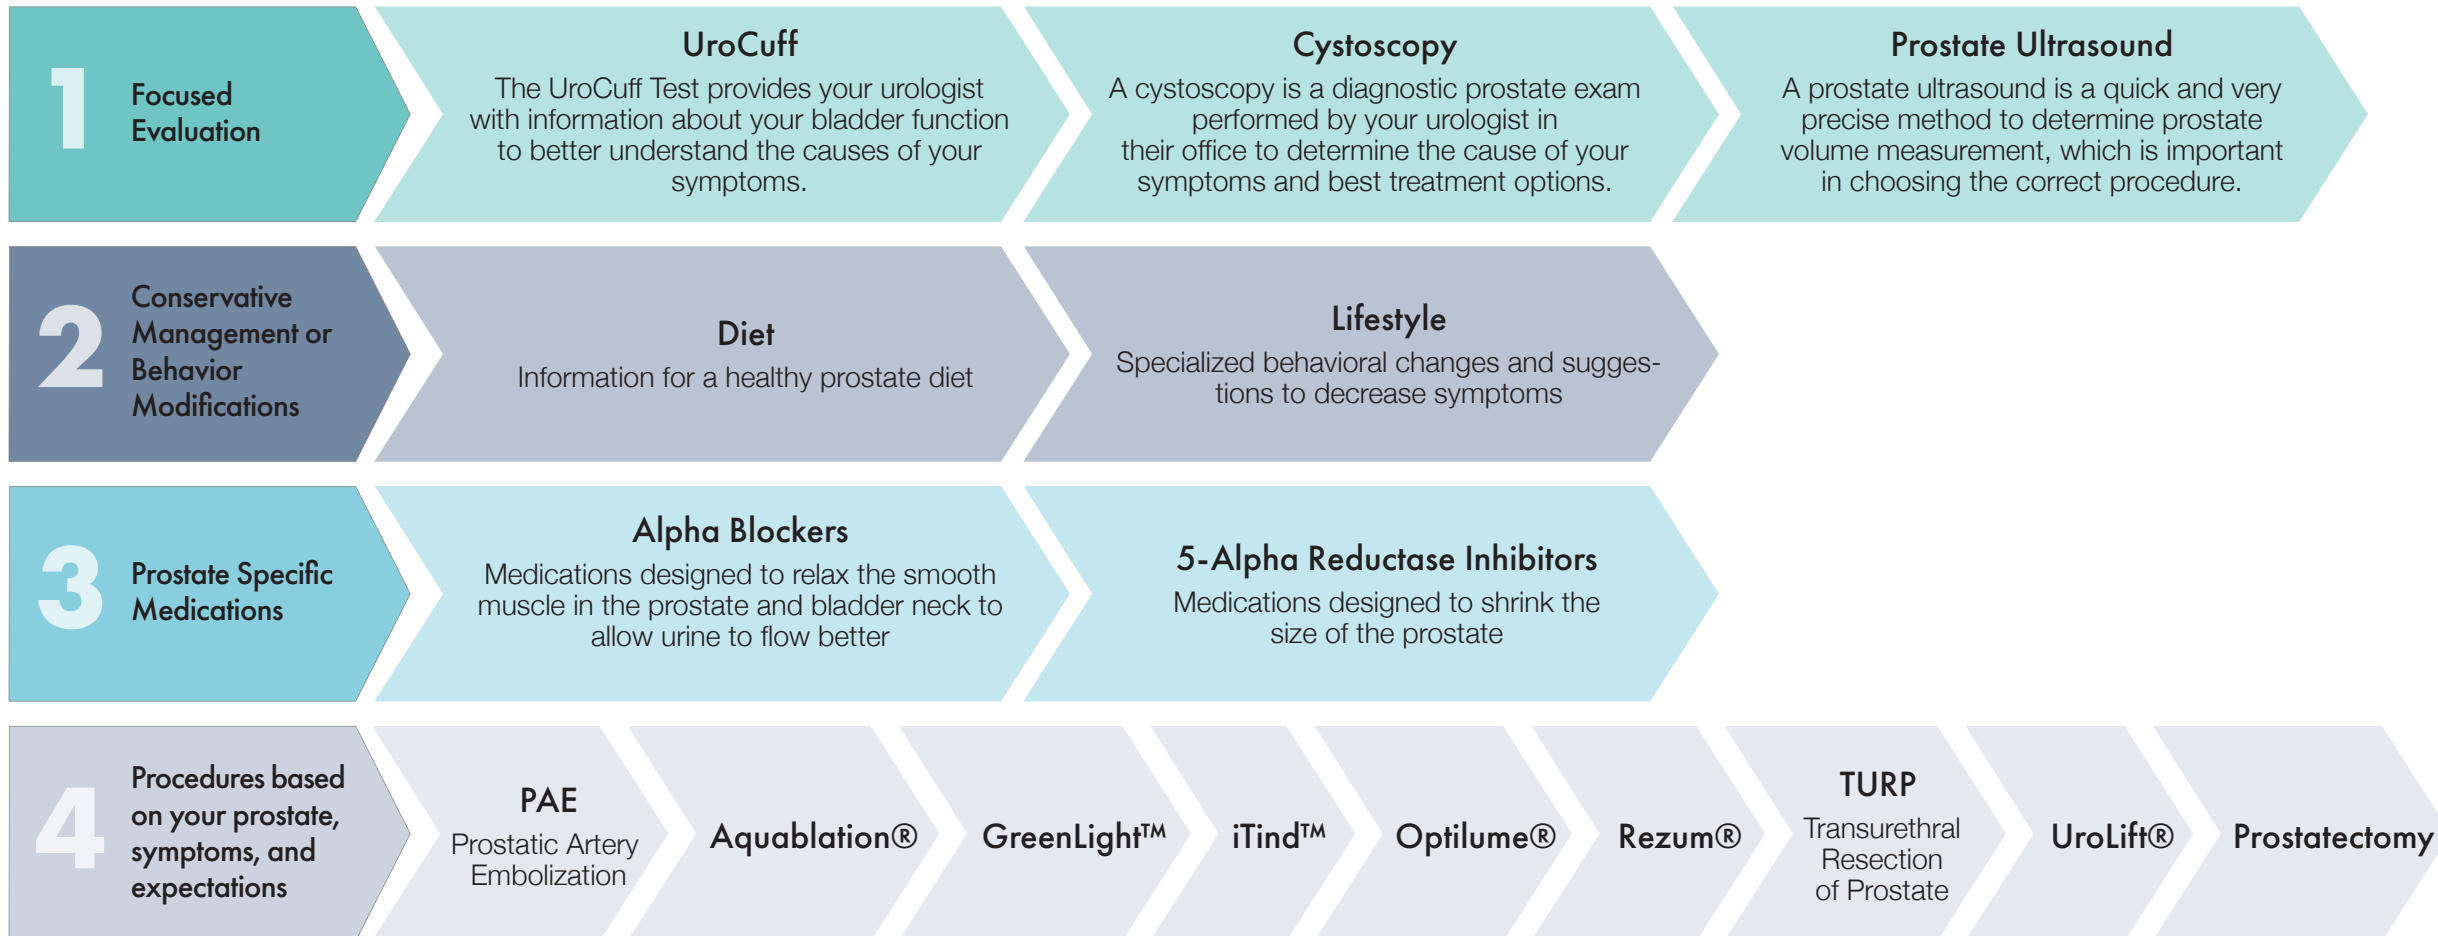 1
Focused
Evaluation
UroCuff
The UroCuff Test provides your urologist
with information about your bladder function
to better understand the causes of your
symptoms.
Cystoscopy
A cystoscopy is a diagnostic prostate exam
performed by your urologist in
their office to determine the cause of your
symptoms and best treatment options.
Prostate Ultrasound
A prostate ultrasound is a quick and very
precise method to determine prostate
volume measurement, which is important
in choosing the correct procedure.
2
Conservative
Management or
Behavior
Modifications
Diet
Information for a healthy prostate diet
Lifestyle
Specialized behavioral changes and sugges-
tions to decrease symptoms
3
Prostate Specific
Medications
Alpha Blockers
Medications designed to relax the smooth
muscle in the prostate and bladder neck to
allow urine to flow better
5-Alpha Reductase Inhibitors
Medications designed to shrink the
size of the prostate
4
Procedures based
on your prostate,
symptoms, and
expectations
PAE
Prostatic Artery
Embolization
Aquablation®
GreenLight™
iTind™
Optilume®
Rezum®
TURP
Transurethral
Resection
of Prostate
UroLift®
Prostatectomy